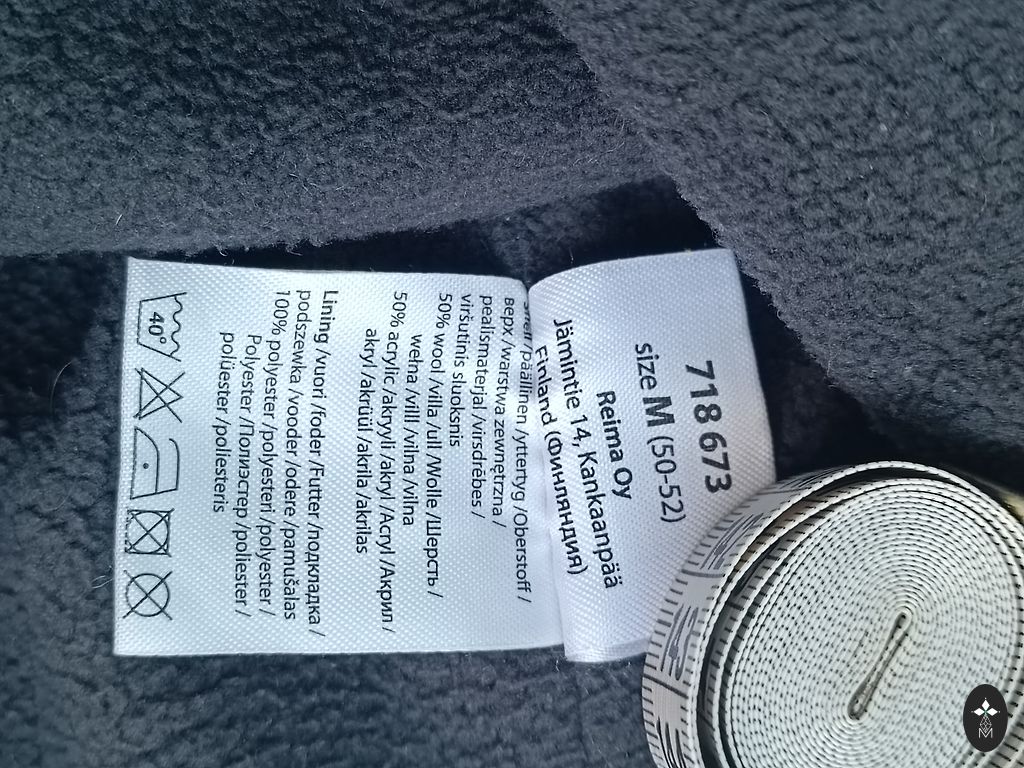 718 673
size M (50-52)
Reima Oy
Jämintie 14, Kankaanpää
Finland (Финляндия)
/päällinen /yttertyg /Oberstoff /
верх /warstwa zewnętrzna /
pealismaterjal /virsdrēbes /
viršutinis sluoksnis
50% wool /villa /ull /Wolle /Шерсть /
wełna /villl /vilna /vilna
50% acrylic /akryyli /akryl /Acryl /Акрил /
akryl /akrüül /akrila /akrilas
Lining /vuori /foder /Futter /подкладка /
podszewka /vooder /odere /pamušalas
100% polyester /polyesteri /polyester /
Polyester /Полиэстер /poliester /
polüester /poliesteris
40°
M